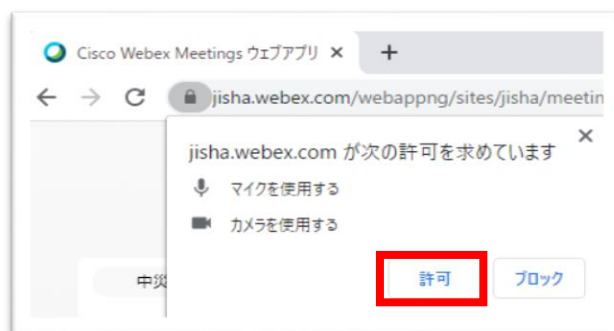 Cisco Webex Meetings ウェブアプリ
jisha.webex.com/webappng/sites/jisha/meetin
jisha.webex.com が次の許可を求めています
マイクを使用する
カメラを使用する
中災
許可 ブロック